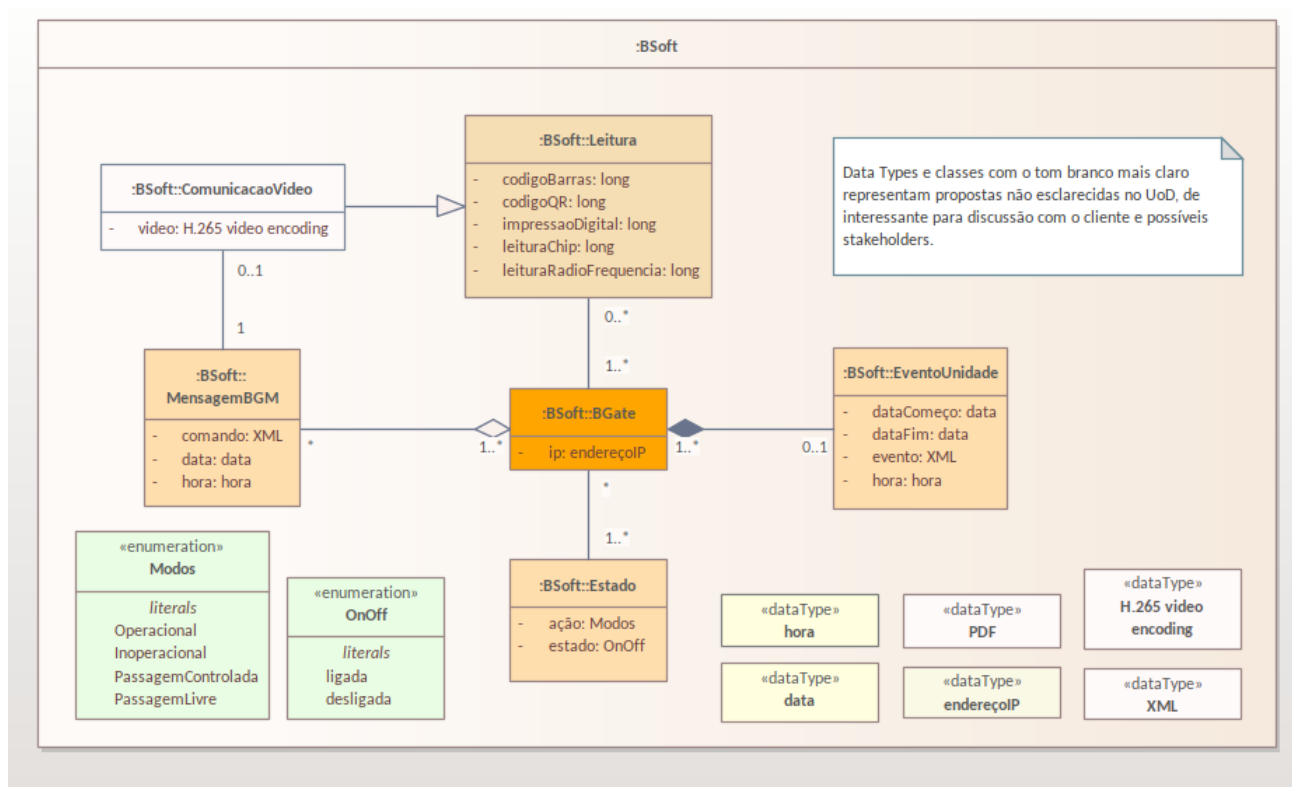 :BSoft
:BSoft::Leitura
- codigoBarras: long
- codigoQR: long
- impressaoDigital: long
- leituraChip: long
- leituraRadioFrequencia: long
:BSoft::ComunicacaoVideo
- video: H.265 video encoding
Data Types e classes com o tom branco mais claro
representam propostas não esclarecidas no UoD, de
interessante para discussão com o cliente e possíveis
stakeholders.
0..1
1
0..*
1..*
:BSoft::
MensagemBGM
- comando: XML
- data: data
- hora: hora
*
1..*
:BSoft::BGate
- ip: endereçoIP
1..*
0..1
:BSoft::EventoUnidade
- dataComeço: data
- dataFim: data
- evento: XML
- hora: hora
*
1..*
:BSoft::Estado
- ação: Modos
- estado: OnOff
«enumeration»
Modos
literals
Operacional
Inoperacional
PassagemControlada
PassagemLivre
«enumeration»
OnOff
literals
ligada
desligada
«dataType»
hora
«dataType»
PDF
«dataType»
H.265 video
encoding
«dataType»
data
«dataType»
endereçoIP
«dataType»
XML